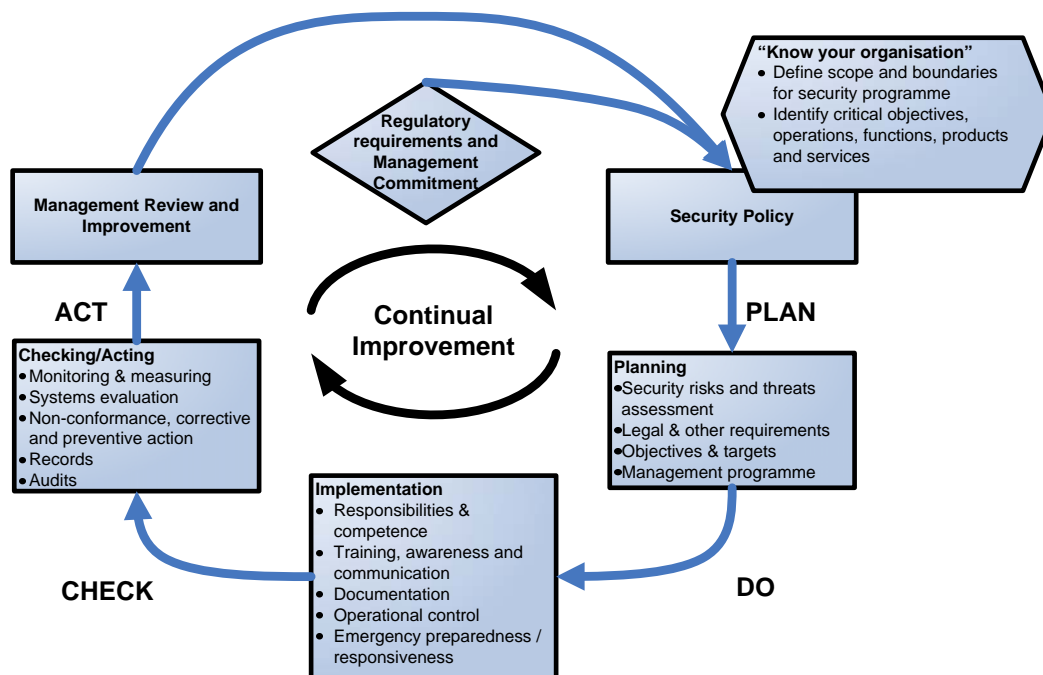 “Know your organisation”
• Define scope and boundaries
for security programme
• Identify critical objectives,
operations, functions, products
and services
Regulatory
requirements and
Management
Commitment
Management Review and
Improvement
Security Policy
ACT
Continual
Improvement
PLAN
Checking/Acting
•Monitoring & measuring
•Systems evaluation
•Non-conformance, corrective
and preventive action
•Records
•Audits
Planning
•Security risks and threats
assessment
•Legal & other requirements
•Objectives & targets
•Management programme
Implementation
• Responsibilities &
competence
• Training, awareness and
communication
• Documentation
• Operational control
• Emergency preparedness /
responsiveness
CHECK
DO